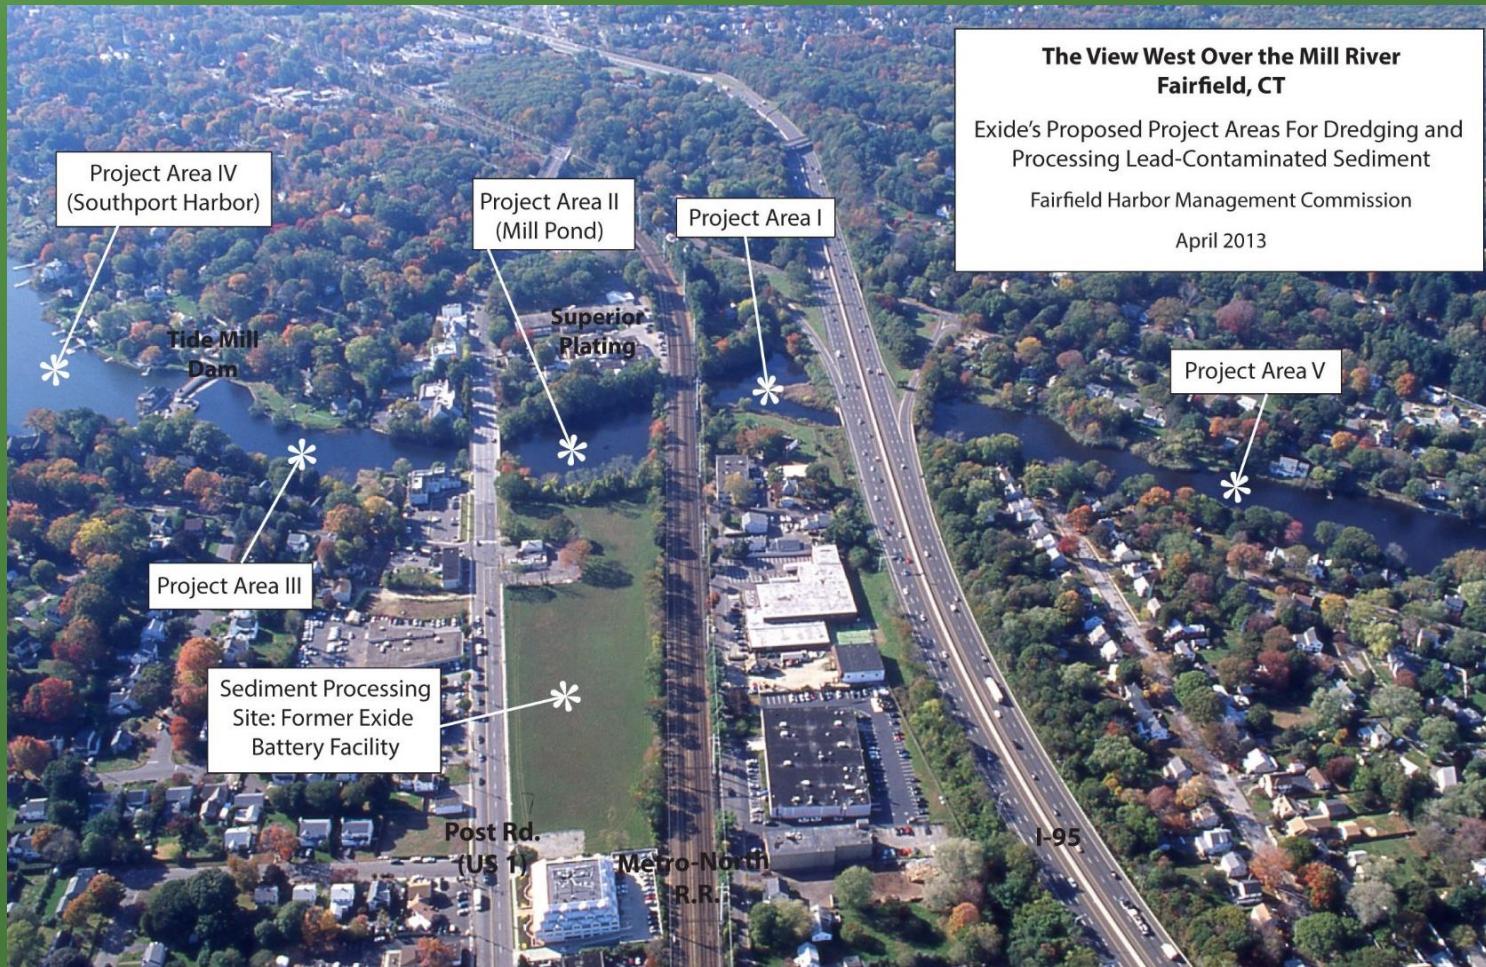 The View West Over the Mill River
Fairfield, CT
Exide's Proposed Project Areas For Dredging and
Processing Lead-Contaminated Sediment
Fairfield Harbor Management Commission
April 2013
Project Area IV
(Southport Harbor)
Project Area II
(Mill Pond)
Project Area I
Superior
Plating
Tide Mill
Dam
Project Area V
Project Area III
Sediment Processing
Site: Former Exide
Battery Facility
Post Rd.
(US 1)
Metro-North
R.R.
I-95